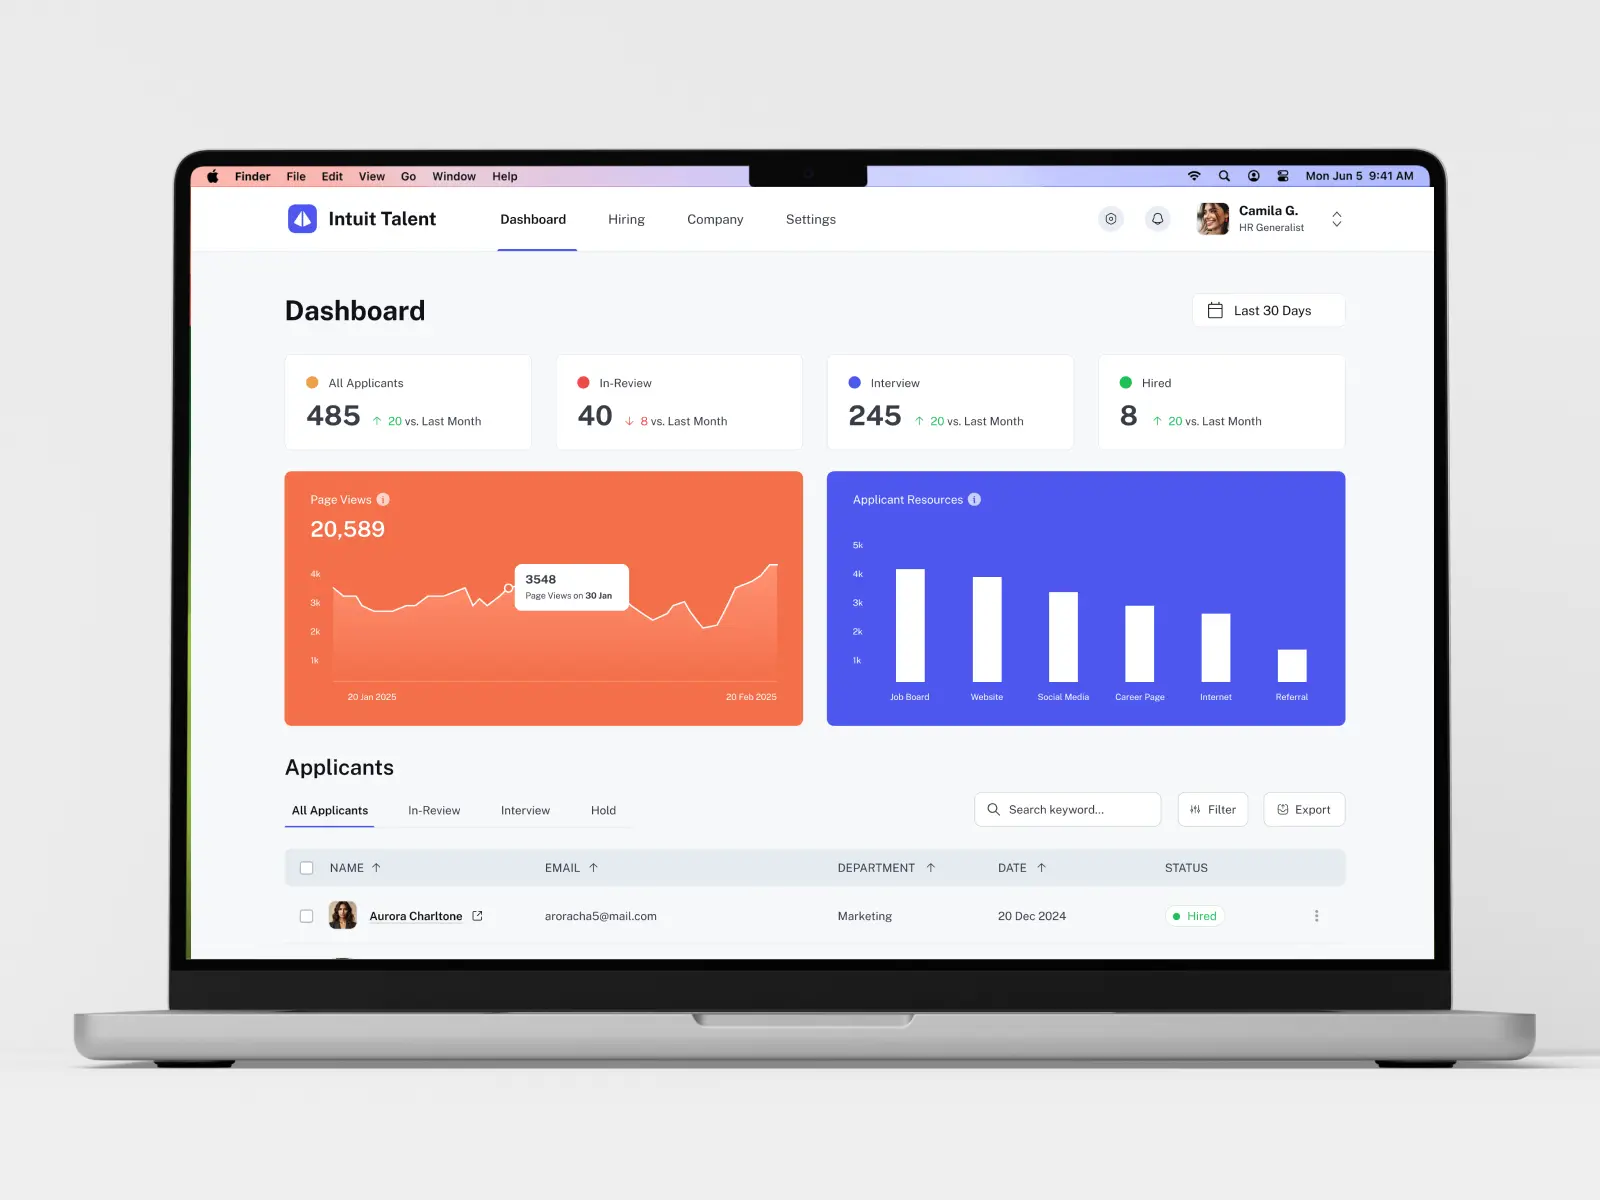 Finder File Edit View Go Window Help Mon Jun 5 9:41 AM
Intuit Talent Dashboard Hiring Company Settings
Camila G.
HR Generalist
Dashboard
Last 30 Days
All Applicants
485 ↑ 20 vs. Last Month
In-Review
40 ↓ 8 vs. Last Month
Interview
245 ↑ 20 vs. Last Month
Hired
8 ↑ 20 vs. Last Month
Page Views
20,589
4k
3k
2k
1k
3548
Page Views on 30 Jan
20 Jan 2025 20 Feb 2025
Applicant Resources
5k
4k
3k
2k
1k
Job Board Website Social Media Career Page Internet Referral
Applicants
All Applicants In-Review Interview Hold
Search keyword...
Filter
Export
NAME ↑ EMAIL ↑ DEPARTMENT ↑ DATE ↑ STATUS
Aurora Charltone aroracha5@mail.com Marketing 20 Dec 2024 Hired